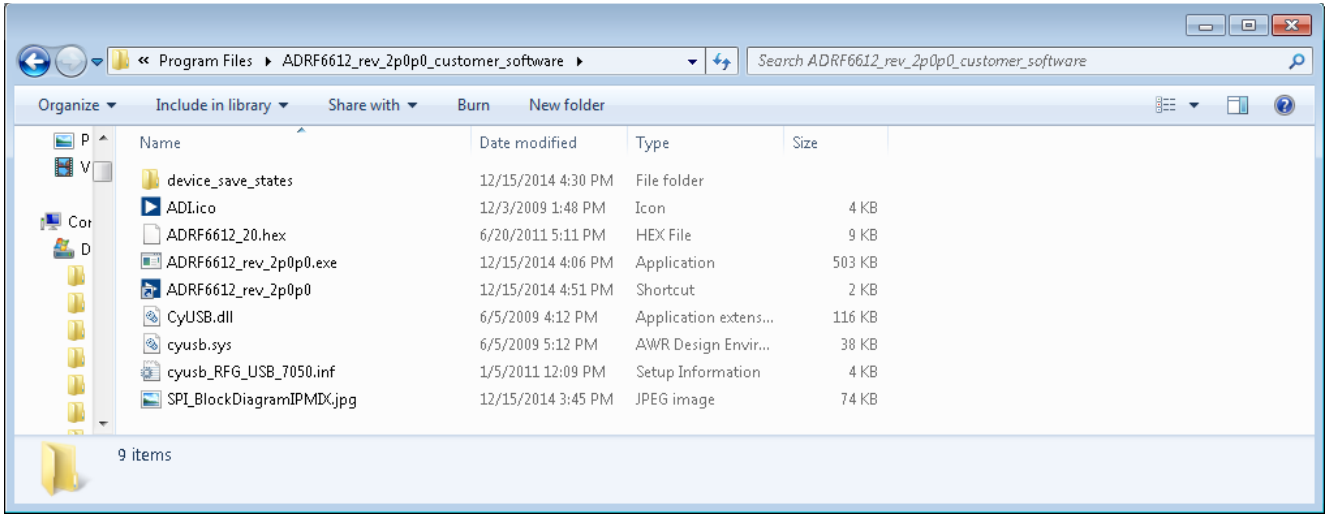 « Program Files ▸ ADRF6612_rev_2p0p0_customer_software ▸ Search ADRF6612_rev_2p0p0_customer_software
Organize Include in library Share with Burn New folder
P
V
Cor
D
Name Date modified Type Size
device_save_states 12/15/2014 4:30 PM File folder
ADI.ico 12/3/2009 1:48 PM Icon 4 KB
ADRF6612_20.hex 6/20/2011 5:11 PM HEX File 9 KB
ADRF6612_rev_2p0p0.exe 12/15/2014 4:06 PM Application 503 KB
ADRF6612_rev_2p0p0 12/15/2014 4:51 PM Shortcut 2 KB
CyUSB.dll 6/5/2009 4:12 PM Application extens... 116 KB
cyusb.sys 6/5/2009 5:12 PM AWR Design Envir... 38 KB
cyusb_RFG_USB_7050.inf 1/5/2011 12:09 PM Setup Information 4 KB
SPI_BlockDiagramIPMIX.jpg 12/15/2014 3:45 PM JPEG image 74 KB
9 items